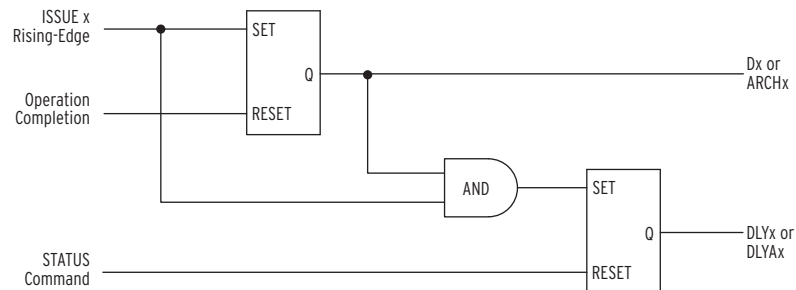 ISSUE x
Rising-Edge
SET
Q
Dx or
ARCHx
Operation
Completion
RESET
AND
SET
Q
DLYx or
DLYAx
STATUS
Command
RESET